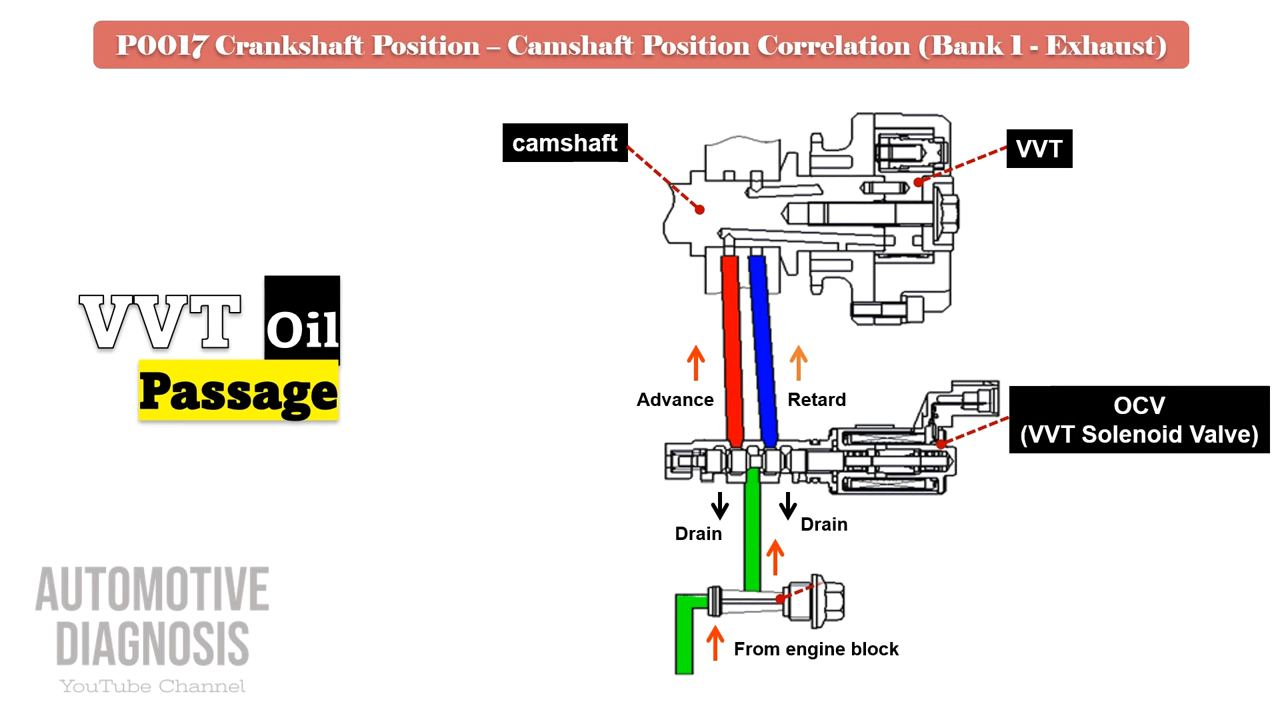 P0017 Crankshaft Position – Camshaft Position Correlation (Bank 1 - Exhaust)
camshaft
VVT
VVT Oil
Passage
Advance
Retard
OCV
(VVT Solenoid Valve)
Drain
Drain
From engine block
AUTOMOTIVE
DIAGNOSIS
YouTube Channel